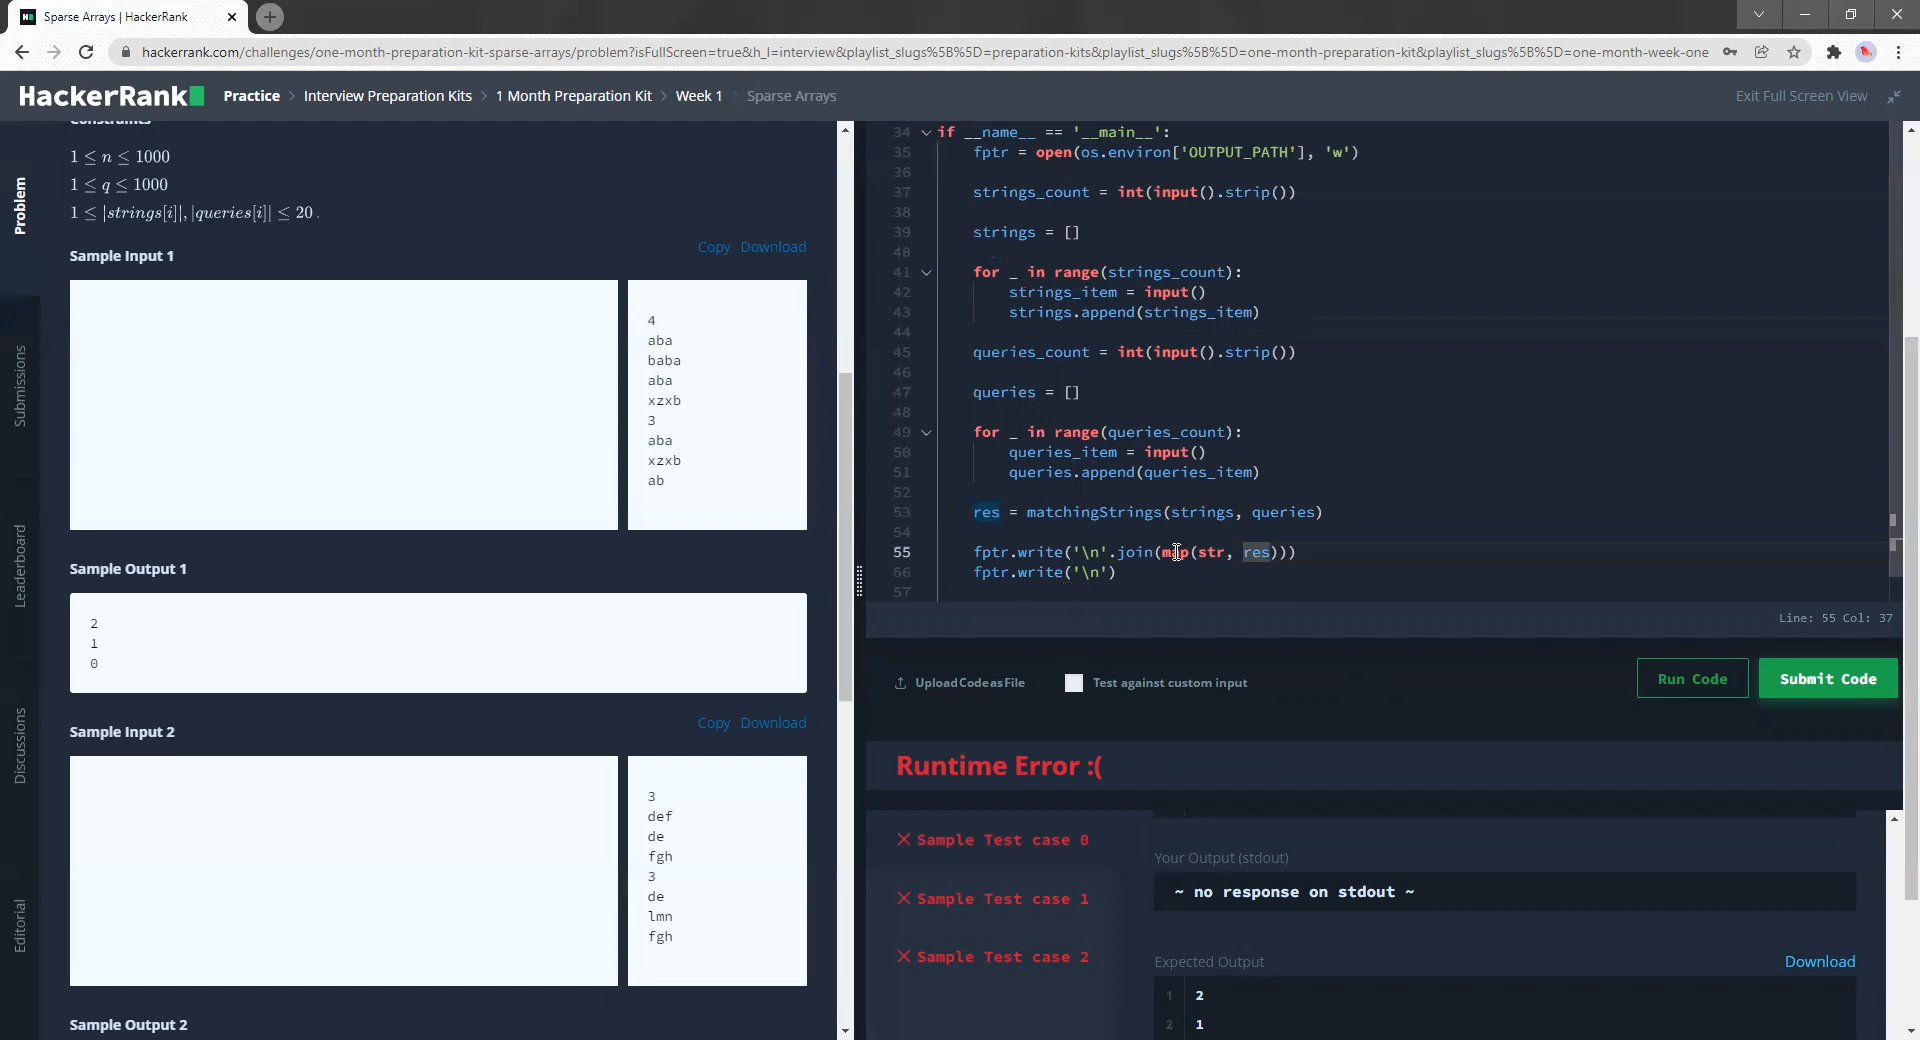 Sparse Arrays | HackerRank
hackerrank.com/challenges/one-month-preparation-kit-sparse-arrays/problem?isFullScreen=true&h_l=interview&playlist_slugs%5B%5D=preparation-kits&playlist_slugs%5B%5D=one-month-preparation-kit&playlist_slugs%5B%5D=one-month-week-one
HackerRank
Practice > Interview Preparation Kits > 1 Month Preparation Kit > Week 1 > Sparse Arrays
Exit Full Screen View
Problem
Submissions
Leaderboard
Discussions
Editorial
Constraints
1 ≤ n ≤ 1000
1 ≤ q ≤ 1000
1 ≤ |strings[i]|, |queries[i]| ≤ 20 .
Copy Download
Sample Input 1
4
aba
baba
aba
xzxb
3
aba
xzxb
ab
Sample Output 1
2
1
0
Copy Download
Sample Input 2
3
def
de
fgh
3
de
lmn
fgh
Sample Output 2
34 if __name__ == '__main__':
35 fptr = open(os.environ['OUTPUT_PATH'], 'w')
36
37 strings_count = int(input().strip())
38
39 strings = []
40
41 for _ in range(strings_count):
42 strings_item = input()
43 strings.append(strings_item)
44
45 queries_count = int(input().strip())
46
47 queries = []
48
49 for _ in range(queries_count):
50 queries_item = input()
51 queries.append(queries_item)
52
53 res = matchingStrings(strings, queries)
54
55 fptr.write('\n'.join(map(str, res)))
56 fptr.write('\n')
57
Line: 55 Col: 37
Upload Code as File
Test against custom input
Run Code
Submit Code
Runtime Error :(
Sample Test case 0
Sample Test case 1
Sample Test case 2
Your Output (stdout)
~ no response on stdout ~
Expected Output
Download
1 2
2 1